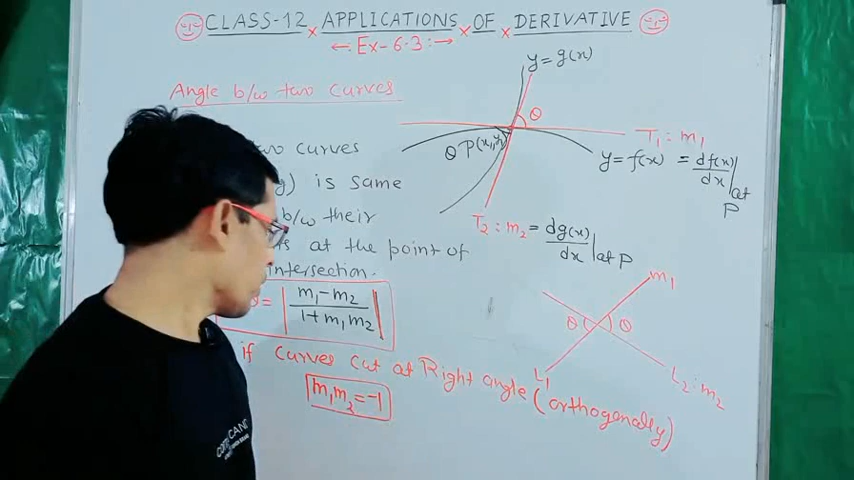 CLASS-12 APPLICATIONS OF DERIVATIVE
← Ex-6.3: →
Angle b/w two curves
y = g(x)
θ
T₁ : m₁
θ P(x₁,y₁)
y = f(x) = df(x)/dx | at P
curves
) is same
b/w their
T₂ : m₂ = dg(x)/dx | at P
at the point of
intersection.
= | m₁-m₂ / 1+m₁m₂ |
m₁
θ θ
L₁
L₂ : m₂
if curves cut at Right angle (orthogonally)
m₁m₂=-1